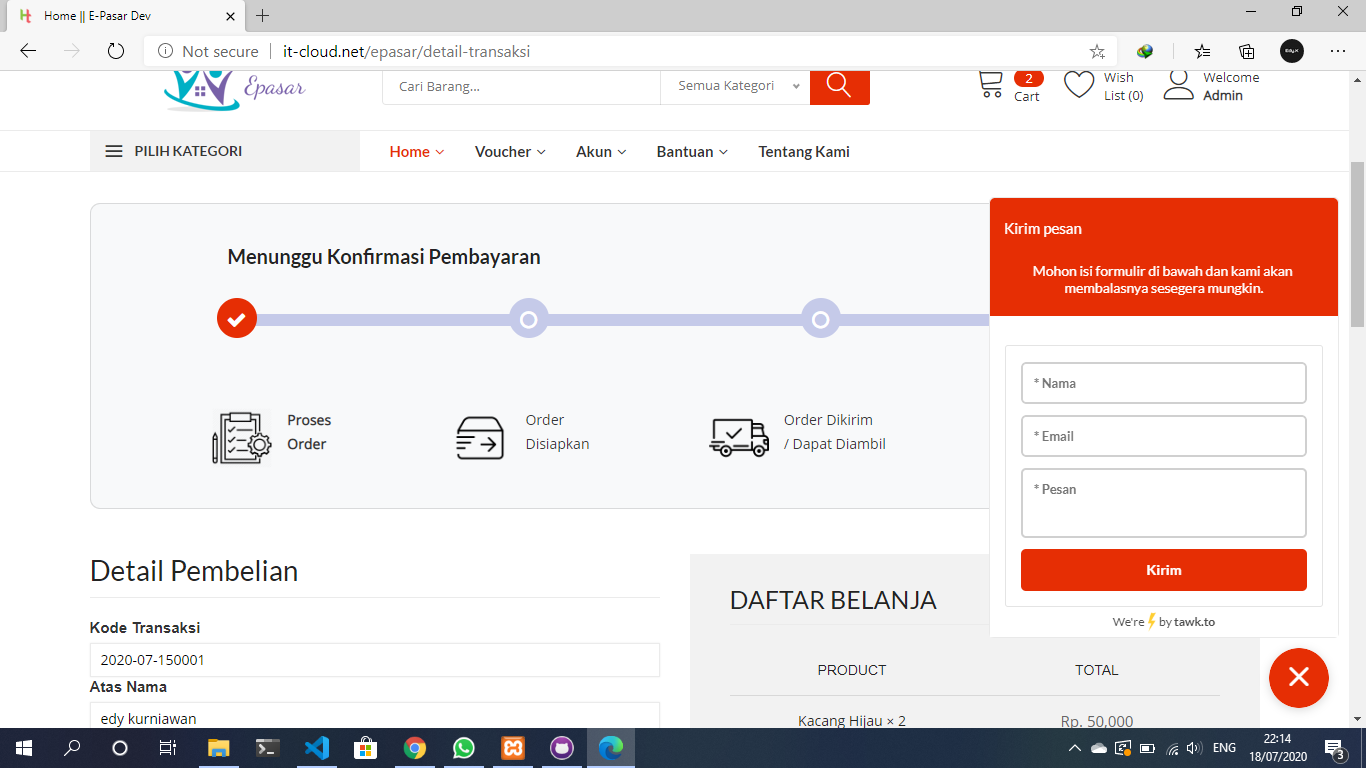 Home || E-Pasar Dev
Not secure
it-cloud.net/epasar/detail-transaksi
Epasar
Cari Barang...
Semua Kategori
2
Cart
Wish
List (0)
Welcome
Admin
PILIH KATEGORI
Home
Voucher
Akun
Bantuan
Tentang Kami
Menunggu Konfirmasi Pembayaran
Proses
Order
Order
Disiapkan
Order Dikirim
/ Dapat Diambil
Kirim pesan
Mohon isi formulir di bawah dan kami akan
membalasnya sesegera mungkin.
* Nama
* Email
* Pesan
Kirim
We're by tawk.to
Detail Pembelian
Kode Transaksi
2020-07-150001
Atas Nama
edy kurniawan
DAFTAR BELANJA
PRODUCT
TOTAL
Kacang Hijau × 2
Rp. 50,000
ENG
22:14
18/07/2020
3